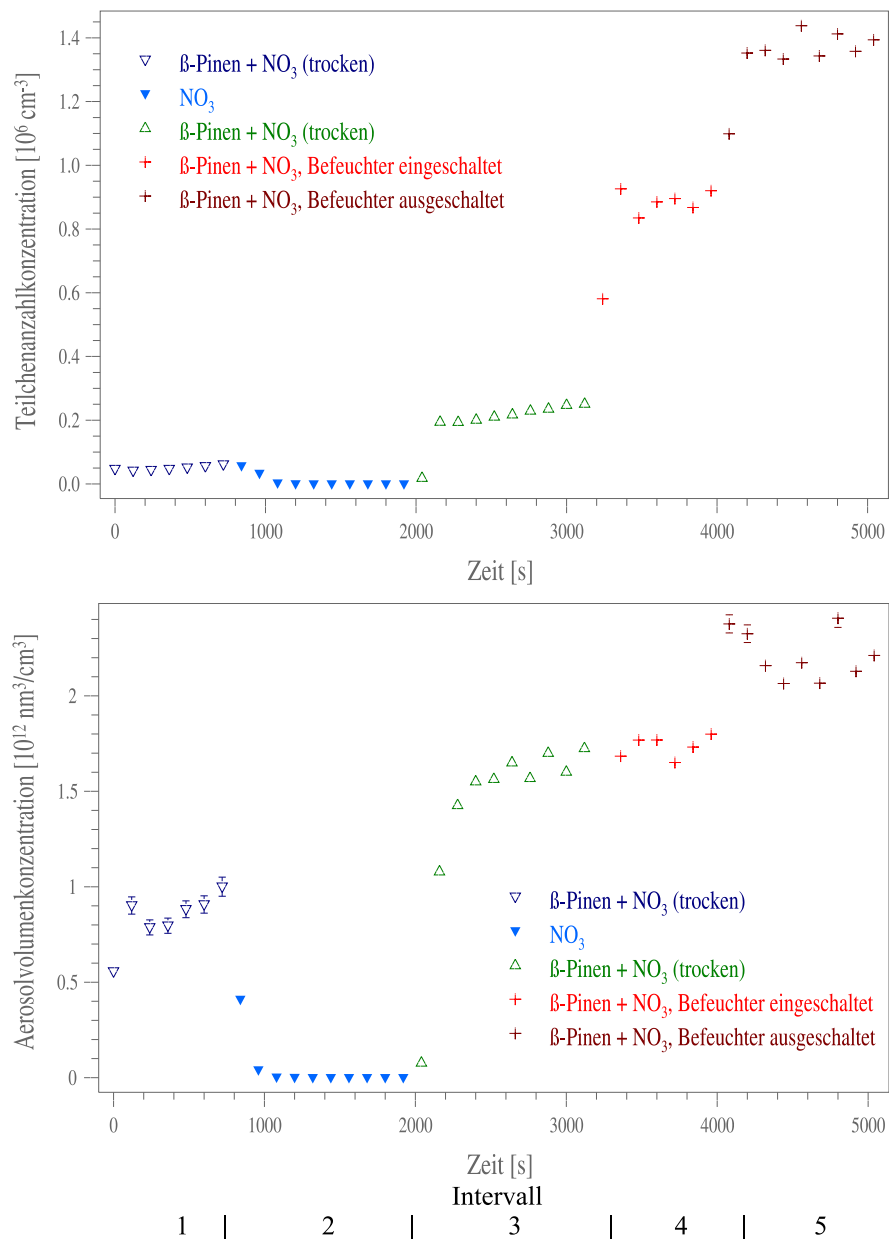 Teilchenanzahlkonzentration [10⁶ cm⁻³]
1.4
1.2
1.0
0.8
0.6
0.4
0.2
0.0
ß-Pinen + NO₃ (trocken)
NO₃
ß-Pinen + NO₃ (trocken)
ß-Pinen + NO₃, Befeuchter eingeschaltet
ß-Pinen + NO₃, Befeuchter ausgeschaltet
0 1000 2000 3000 4000 5000
Zeit [s]
Aerosolvolumenkonzentration [10¹² nm³/cm³]
2
1.5
1
0.5
0
ß-Pinen + NO₃ (trocken)
NO₃
ß-Pinen + NO₃ (trocken)
ß-Pinen + NO₃, Befeuchter eingeschaltet
ß-Pinen + NO₃, Befeuchter ausgeschaltet
0 1000 2000 3000 4000 5000
Zeit [s]
Intervall
1 | 2 | 3 | 4 | 5